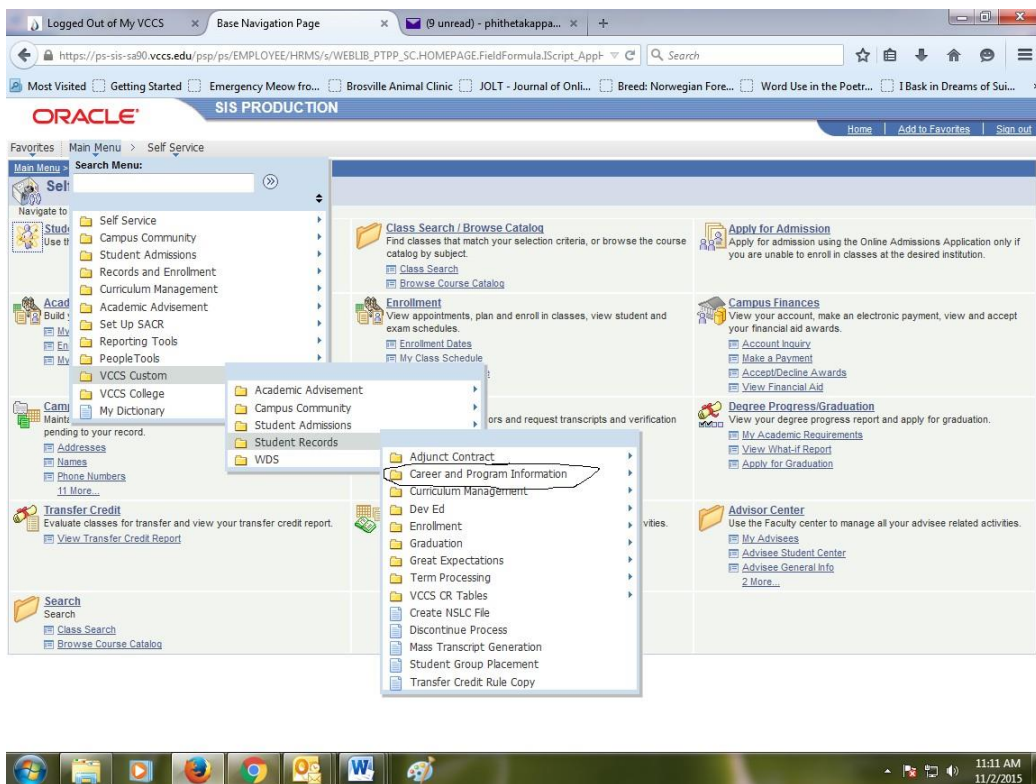 Logged Out of My VCCS
Base Navigation Page
(9 unread) - phithetakappa...
https://ps-sis-sa90.vccs.edu/psp/ps/EMPLOYEE/HRMS/s/WEBLIB_PTPP_SC.HOMEPAGE.FieldFormula.IScript_AppH
Search
Most Visited Getting Started Emergency Meow fro... Brosville Animal Clinic JOLT - Journal of Onli... Breed: Norwegian Fore... Word Use in the Poetr... I Bask in Dreams of Sui...
ORACLE
SIS PRODUCTION
Home | Add to Favorites | Sign out
Favorites Main Menu > Self Service
Main Menu >
Search Menu:
Self
Navigate to
Self Service
Campus Community
Student Admissions
Records and Enrollment
Curriculum Management
Academic Advisement
Set Up SACR
Reporting Tools
PeopleTools
VCCS Custom
VCCS College
My Dictionary
Academic Advisement
Campus Community
Student Admissions
Student Records
WDS
Adjunct Contract
Career and Program Information
Curriculum Management
Dev Ed
Enrollment
Graduation
Great Expectations
Term Processing
VCCS CR Tables
Create NSLC File
Discontinue Process
Mass Transcript Generation
Student Group Placement
Transfer Credit Rule Copy
Stude
Use th
Acad
Build
My
En
My
Camp
Mainta
pending to your record.
Addresses
Names
Phone Numbers
11 More...
Transfer Credit
Evaluate classes for transfer and view your transfer credit report.
View Transfer Credit Report
Search
Search
Class Search
Browse Course Catalog
Class Search / Browse Catalog
Find classes that match your selection criteria, or browse the course
catalog by subject.
Class Search
Browse Course Catalog
Enrollment
View appointments, plan and enroll in classes, view student and
exam schedules.
Enrollment Dates
My Class Schedule
ors and request transcripts and verification
vities.
Apply for Admission
Apply for admission using the Online Admissions Application only if
you are unable to enroll in classes at the desired institution.
Campus Finances
View your account, make an electronic payment, view and accept
your financial aid awards.
Account Inquiry
Make a Payment
Accept/Decline Awards
View Financial Aid
Degree Progress/Graduation
View your degree progress report and apply for graduation.
My Academic Requirements
View What-if Report
Apply for Graduation
Advisor Center
Use the Faculty center to manage all your advisee related activities.
My Advisees
Advisee Student Center
Advisee General Info
2 More...
11:11 AM
11/2/2015